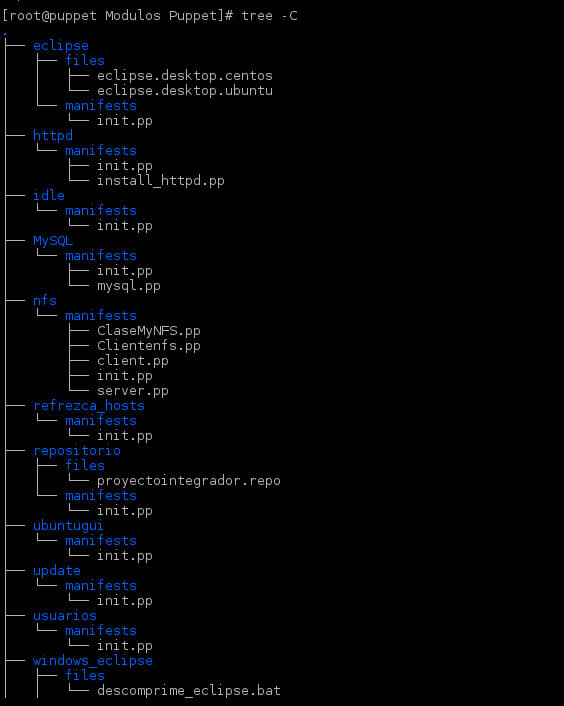 [root@puppet Modulos Puppet]# tree -C
.
├── eclipse
│   ├── files
│   │   ├── eclipse.desktop.centos
│   │   └── eclipse.desktop.ubuntu
│   └── manifests
│       └── init.pp
├── httpd
│   └── manifests
│       ├── init.pp
│       └── install_httpd.pp
├── idle
│   └── manifests
│       └── init.pp
├── MySQL
│   └── manifests
│       ├── init.pp
│       └── mysql.pp
├── nfs
│   └── manifests
│       ├── ClaseMyNFS.pp
│       ├── Clientenfs.pp
│       ├── client.pp
│       ├── init.pp
│       └── server.pp
├── refrezca_hosts
│   └── manifests
│       └── init.pp
├── repositorio
│   ├── files
│   │   └── proyectointegrador.repo
│   └── manifests
│       └── init.pp
├── ubuntugui
│   └── manifests
│       └── init.pp
├── update
│   └── manifests
│       └── init.pp
├── usuarios
│   └── manifests
│       └── init.pp
├── windows_eclipse
│   ├── files
│   │   └── descomprime_eclipse.bat